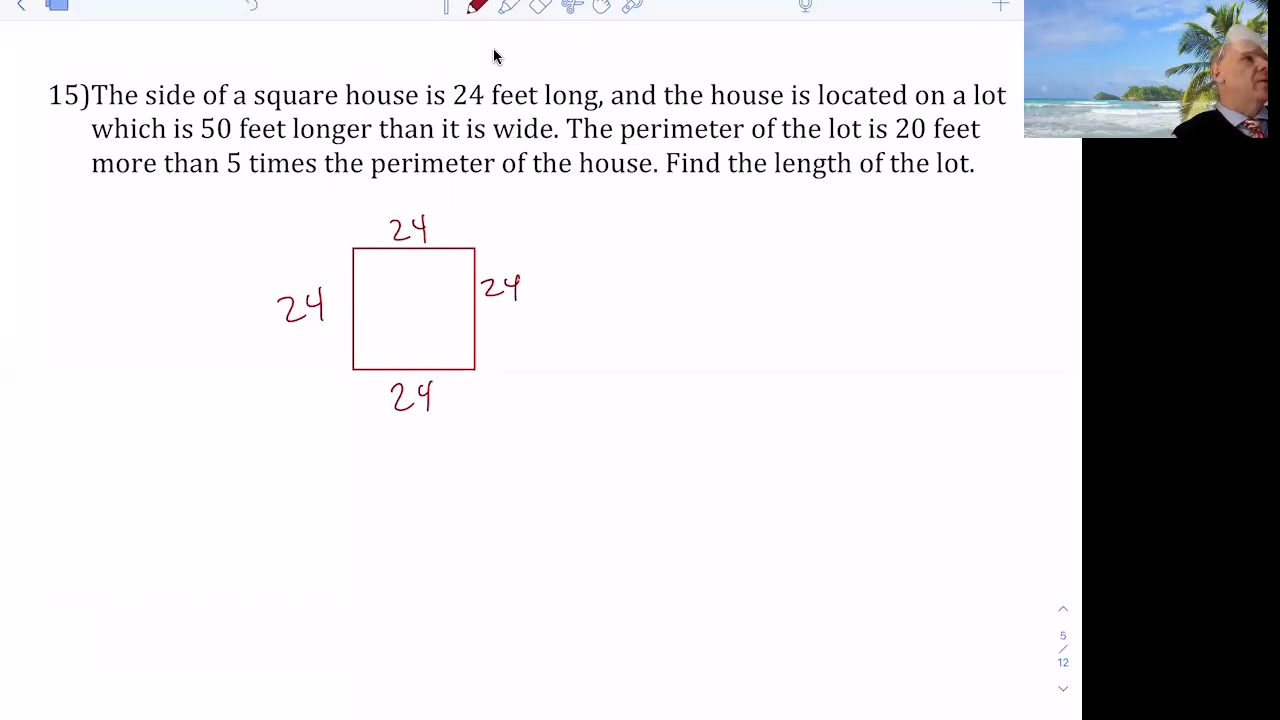 15)The side of a square house is 24 feet long, and the house is located on a lot
which is 50 feet longer than it is wide. The perimeter of the lot is 20 feet
more than 5 times the perimeter of the house. Find the length of the lot.
24
24
24
24
5
/
12